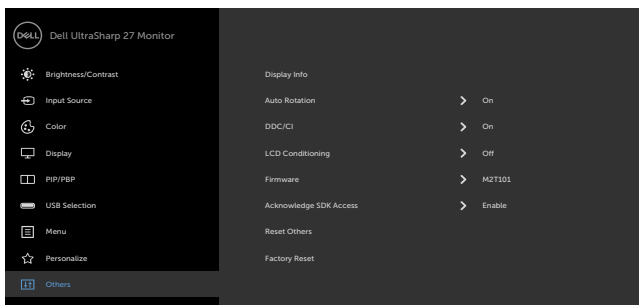 DELL Dell UltraSharp 27 Monitor
Brightness/Contrast Display Info
Input Source Auto Rotation On
Color DDC/CI On
Display LCD Conditioning Off
PIP/PBP Firmware M2T101
USB Selection Acknowledge SDK Access Enable
Menu Reset Others
Personalize Factory Reset
Others